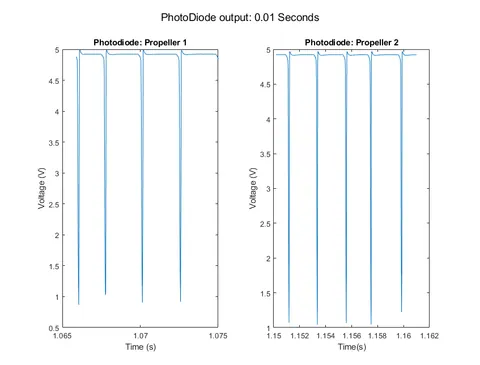 PhotoDiode output: 0.01 Seconds
Photodiode: Propeller 1
5
4.5
4
3.5
3
2.5
2
1.5
1
0.5
Voltage (V)
1.065 1.07 1.075
Time (s)
Photodiode: Propeller 2
5
4.5
4
3.5
3
2.5
2
1.5
1
Voltage (V)
1.15 1.152 1.154 1.156 1.158 1.16 1.162
Time(s)